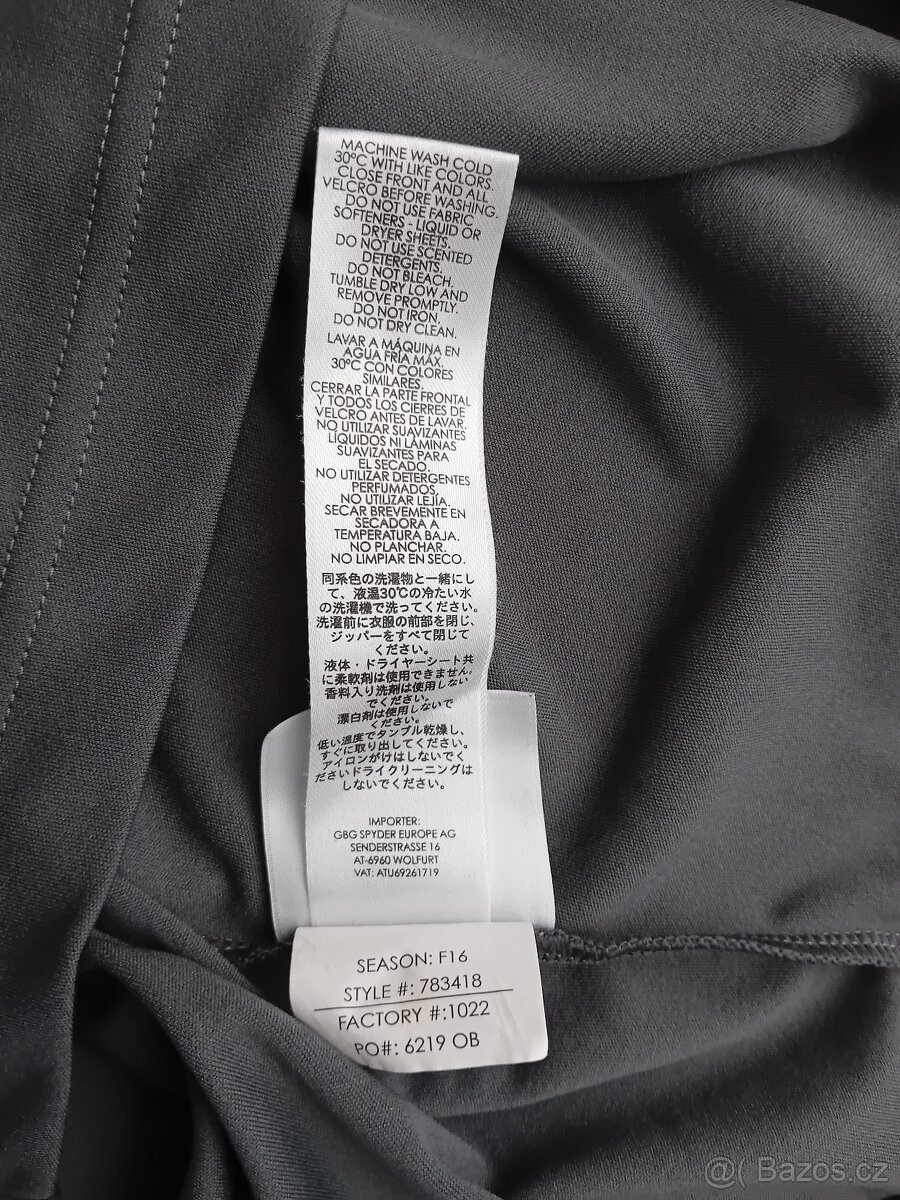 MACHINE WASH COLD
30°C WITH LIKE COLORS.
CLOSE FRONT AND ALL
VELCRO BEFORE WASHING.
DO NOT USE FABRIC
SOFTENERS - LIQUID OR
DRYER SHEETS.
DO NOT USE SCENTED
DETERGENTS.
DO NOT BLEACH.
TUMBLE DRY LOW AND
REMOVE PROMPTLY.
DO NOT IRON.
DO NOT DRY CLEAN.
LAVAR A MÁQUINA EN
AGUA FRÍA MÁX.
30°C CON COLORES
SIMILARES.
CERRAR LA PARTE FRONTAL
Y TODOS LOS CIERRES DE
VELCRO ANTES DE LAVAR.
NO UTILIZAR SUAVIZANTES
LÍQUIDOS NI LÁMINAS
SUAVIZANTES PARA
EL SECADO.
NO UTILIZAR DETERGENTES
PERFUMADOS.
NO UTILIZAR LEJÍA.
SECAR BREVEMENTE EN
SECADORA A
TEMPERATURA BAJA.
NO PLANCHAR.
NO LIMPIAR EN SECO.
同系色の洗濯物と一緒にし
て、液温30℃の冷たい水
の洗濯機で洗ってください。
洗濯前に衣服の前部を閉じ、
ジッパーをすべて閉じて
ください。
液体・ドライヤーシート共
に柔軟剤は使用できません。
香料入り洗剤は使用しない
でください。
漂白剤は使用しないで
ください。
低い温度でタンブル乾燥し、
すぐに取り出してください。
アイロンがけはしないでく
ださいドライクリーニングは
しないでください。
IMPORTER:
GBG SPYDER EUROPE AG
SENDERSTRASSE 16
AT-6960 WOLFURT
VAT: ATU69261719
SEASON: F16
STYLE #: 783418
FACTORY #:1022
PO#: 6219 OB
@( Bazos.cz